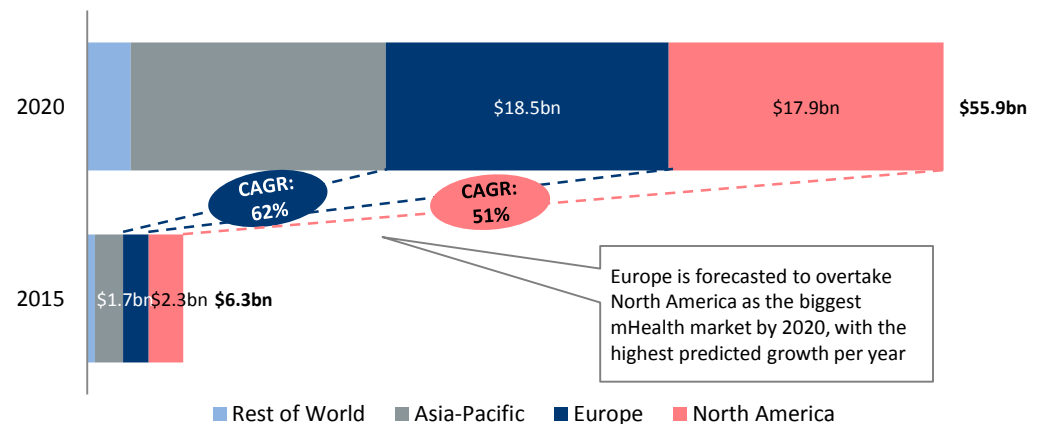 2020
$18.5bn
$17.9bn
$55.9bn
CAGR:
62%
CAGR:
51%
Europe is forecasted to overtake
North America as the biggest
mHealth market by 2020, with the
highest predicted growth per year
2015
$1.7bn
$2.3bn
$6.3bn
Rest of World
Asia-Pacific
Europe
North America